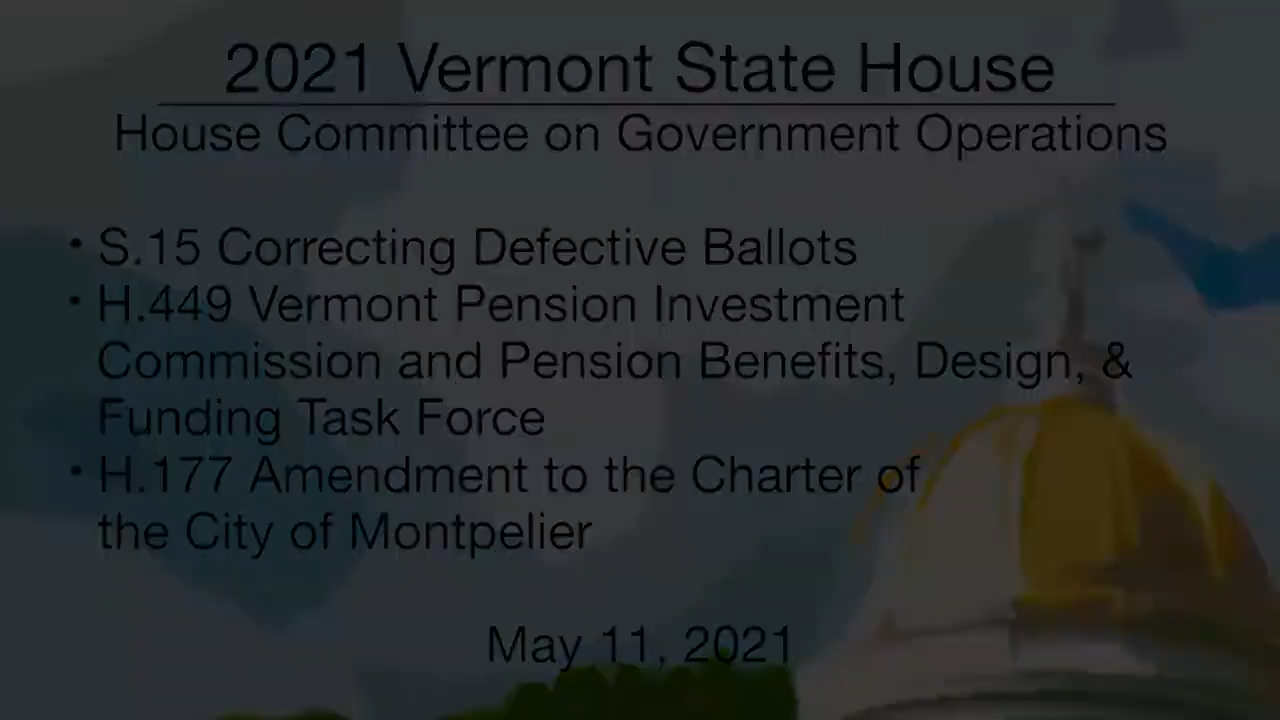 2021 Vermont State House
House Committee on Government Operations
• S.15 Correcting Defective Ballots
• H.449 Vermont Pension Investment
Commission and Pension Benefits, Design, &
Funding Task Force
• H.177 Amendment to the Charter of
the City of Montpelier
May 11, 2021